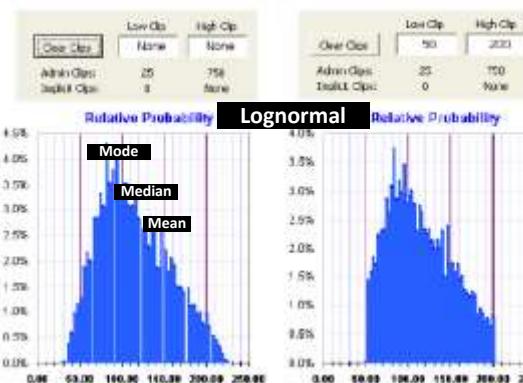 Low Clip High Clip
Clear Clips None None
Admin Clips: 25 750
Implicit Clips: 0 None
Low Clip High Clip
Clear Clips 50 200
Admin Clips: 25 750
Implicit Clips: 0 None
Relative Probability
Lognormal
Relative Probability
Mode
Median
Mean
4.5%
3.5%
3.0%
2.5%
2.0%
1.5%
1.0%
0.5%
0.0%
0.00 50.00 100.00 150.00 200.00 250.00
4.0%
3.5%
3.0%
2.5%
2.0%
1.5%
1.0%
0.5%
0.0%
0.00 50.00 100.00 150.00 200.00